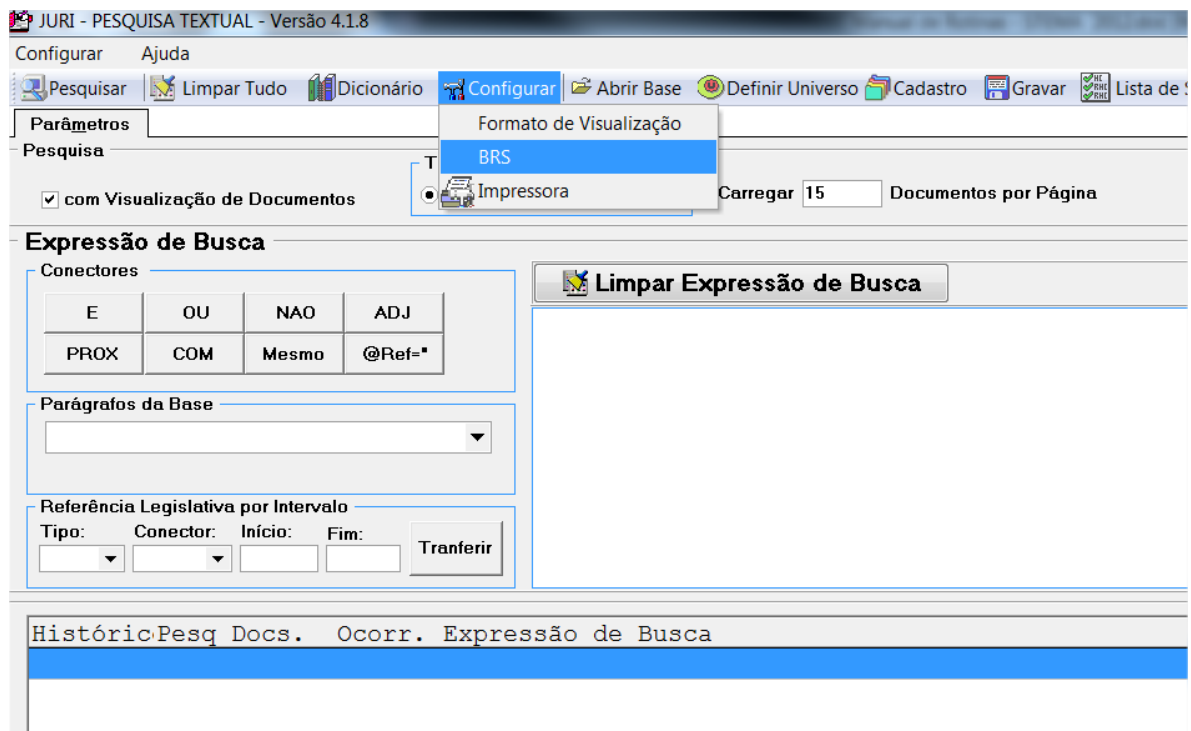 JURI - PESQUISA TEXTUAL - Versão 4.1.8
Configurar Ajuda
Pesquisar Limpar Tudo Dicionário Configurar Abrir Base Definir Universo Cadastro Gravar Lista de
Parâmetros
Formato de Visualização
BRS
Impressora
Pesquisa
T
com Visualização de Documentos
Carregar 15 Documentos por Página
Expressão de Busca
Conectores
Limpar Expressão de Busca
E OU NAO ADJ
PROX COM Mesmo @Ref="
Parágrafos da Base
Referência Legislativa por Intervalo
Tipo: Conector: Início: Fim:
Tranferir
Históric Pesq Docs. Ocorr. Expressão de Busca